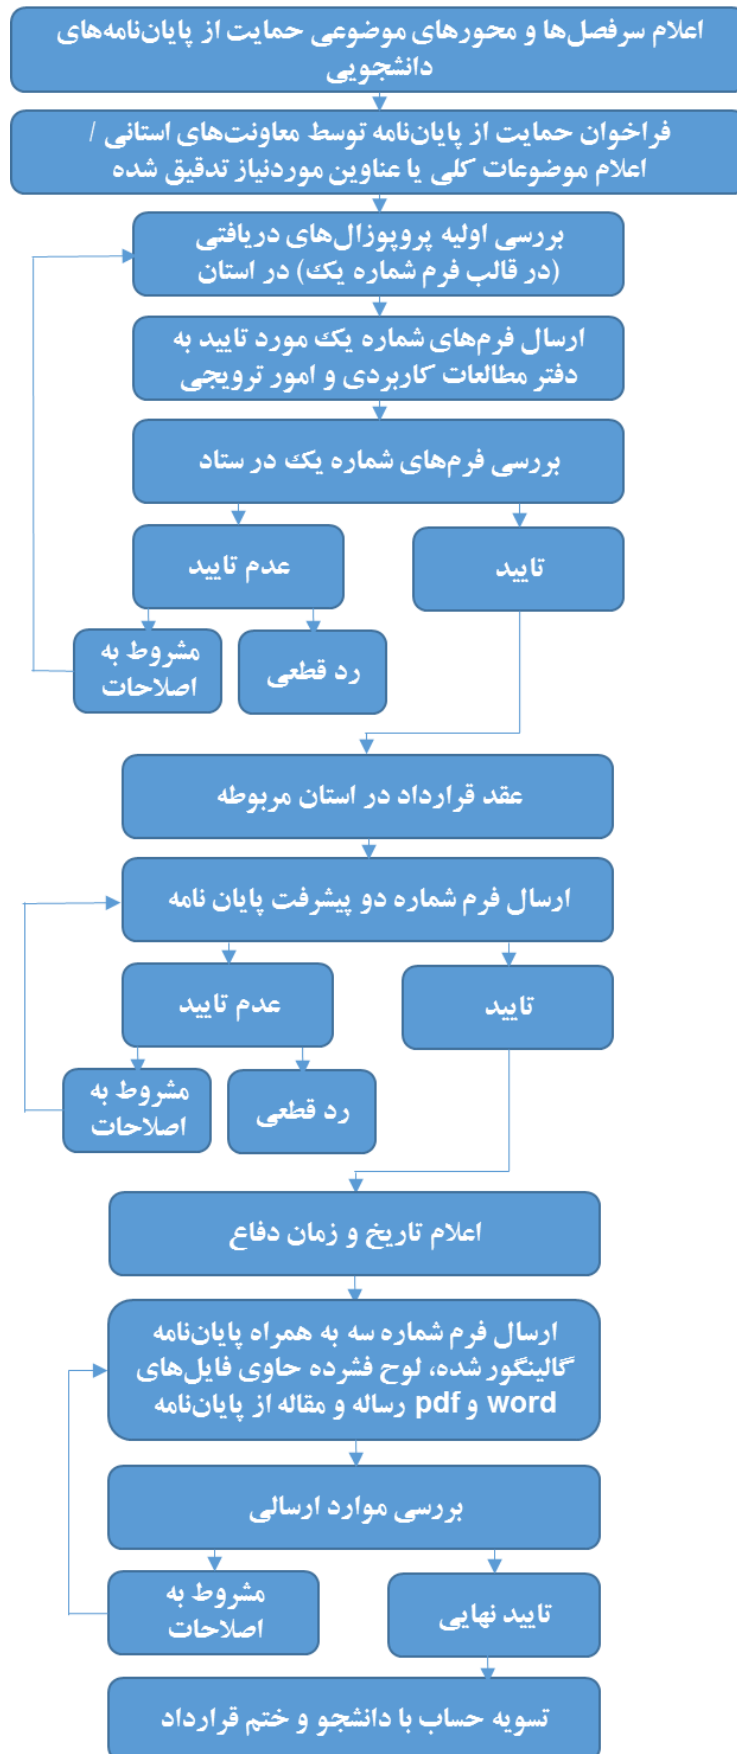 اعلام سرفصل‌ها و محورهای موضوعی حمایت از پایان‌نامه‌های
دانشجویی
فراخوان حمایت از پایان‌نامه توسط معاونت‌های استانی /
اعلام موضوعات کلی یا عناوین موردنیاز تدقیق شده
بررسی اولیه پروپوزال‌های دریافتی
(در قالب فرم شماره یک) در استان
ارسال فرم‌های شماره یک مورد تایید به
دفتر مطالعات کاربردی و امور ترویجی
بررسی فرم‌های شماره یک در ستاد
تایید
عدم تایید
رد قطعی
مشروط به
اصلاحات
عقد قرارداد در استان مربوطه
ارسال فرم شماره دو پیشرفت پایان نامه
تایید
عدم تایید
رد قطعی
مشروط به
اصلاحات
اعلام تاریخ و زمان دفاع
ارسال فرم شماره سه به همراه پایان‌نامه
گالینگور شده، لوح فشرده حاوی فایل‌های
word و pdf رساله و مقاله از پایان‌نامه
بررسی موارد ارسالی
تایید نهایی
مشروط به
اصلاحات
تسویه حساب با دانشجو و ختم قرارداد